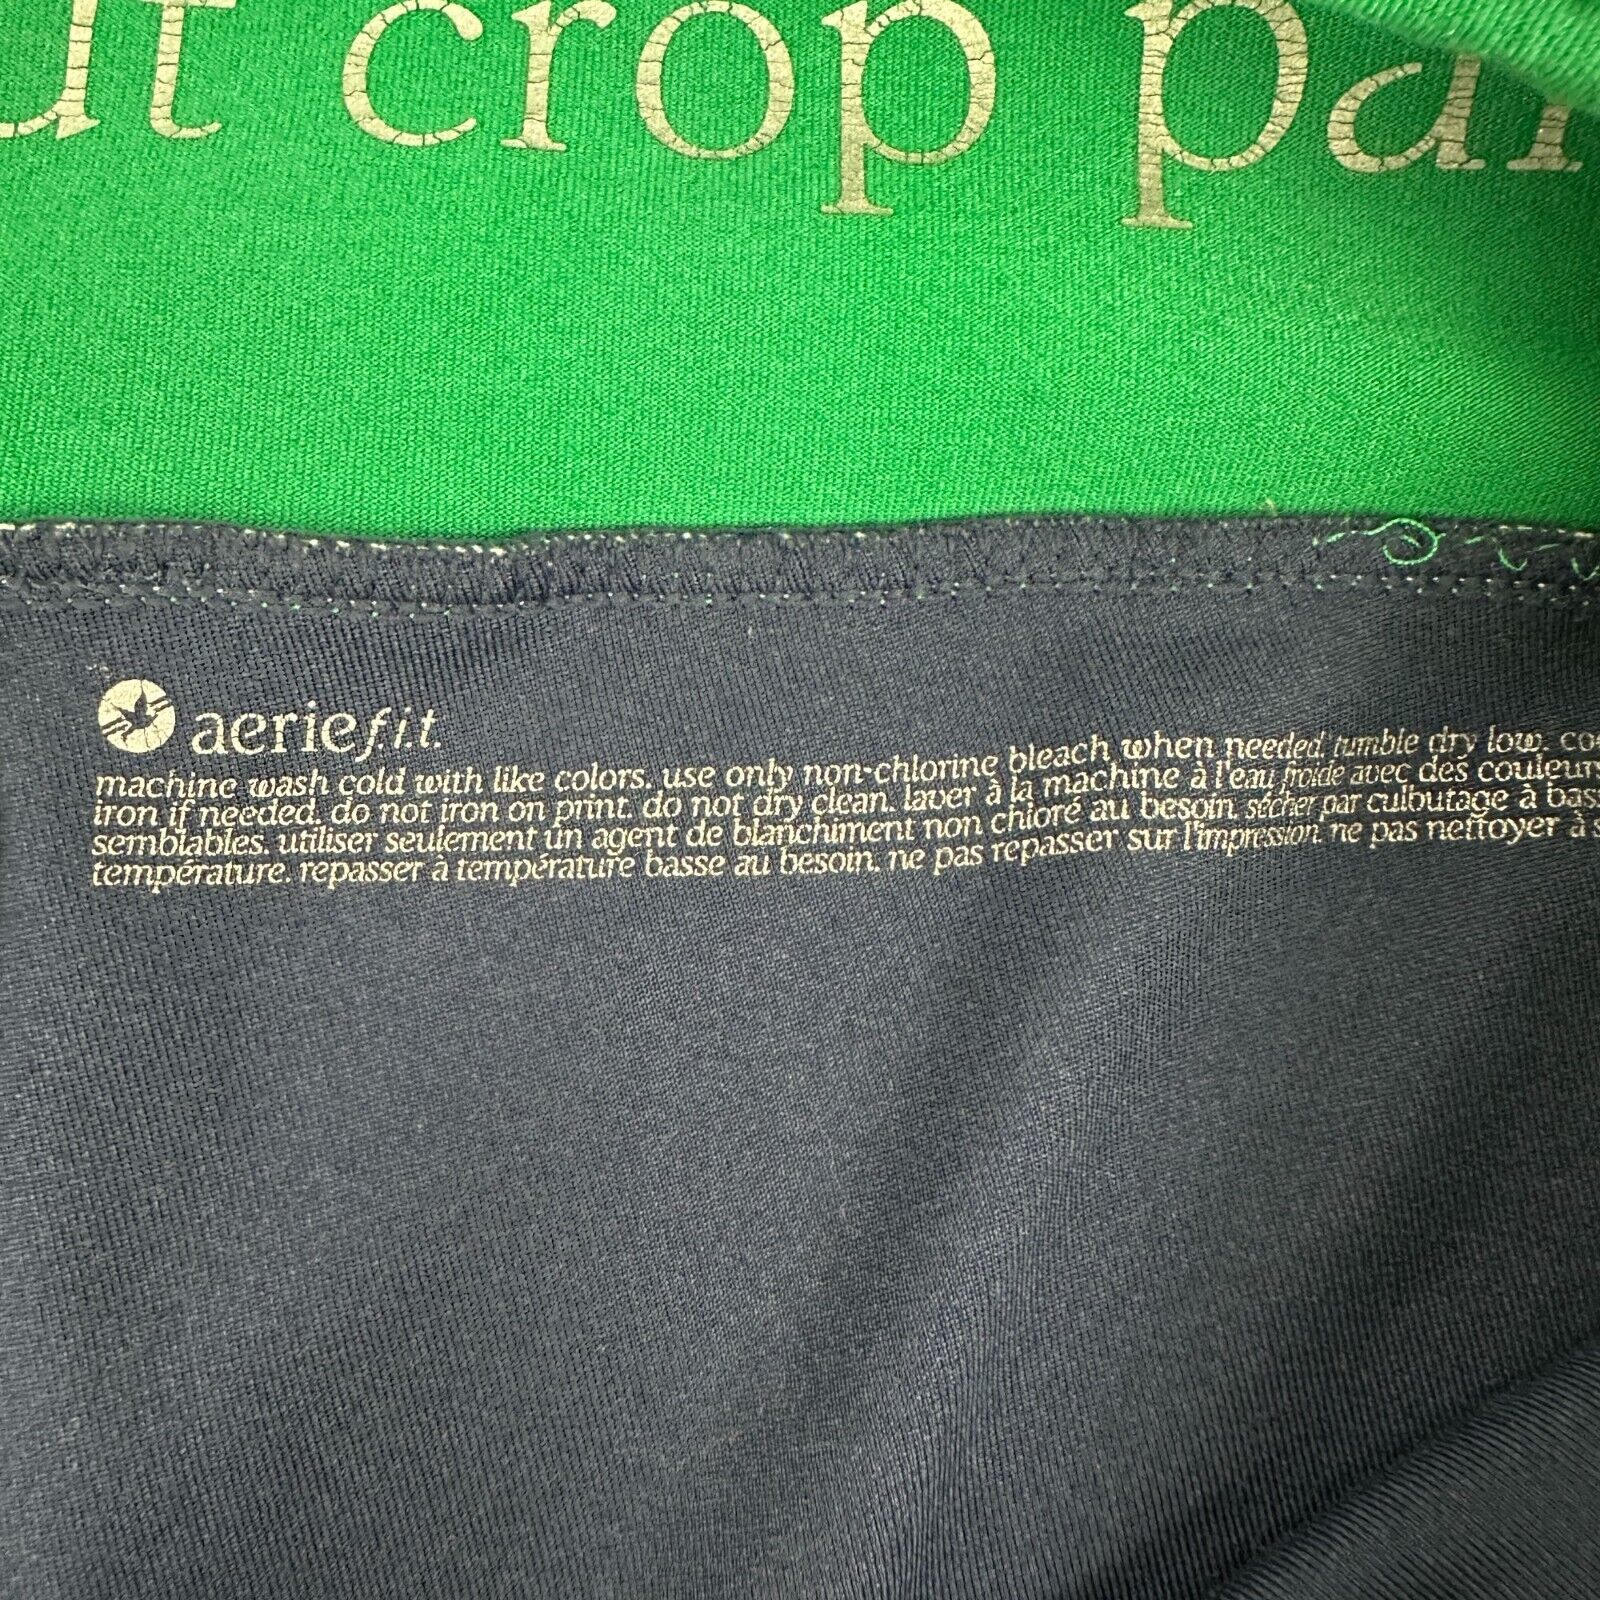 crop
aerief.i.t.
machine wash cold with like colors. use only non-chlorine bleach when needed. tumble dry low. co
iron if needed. do not iron on print. do not dry clean. laver à la machine à l'eau froide avec des couleurs
semblables. utiliser seulement un agent de blanchiment non chloré au besoin. sécher par culbutage à bas
température. repasser à température basse au besoin. ne pas repasser sur l'impression. ne pas nettoyer à s